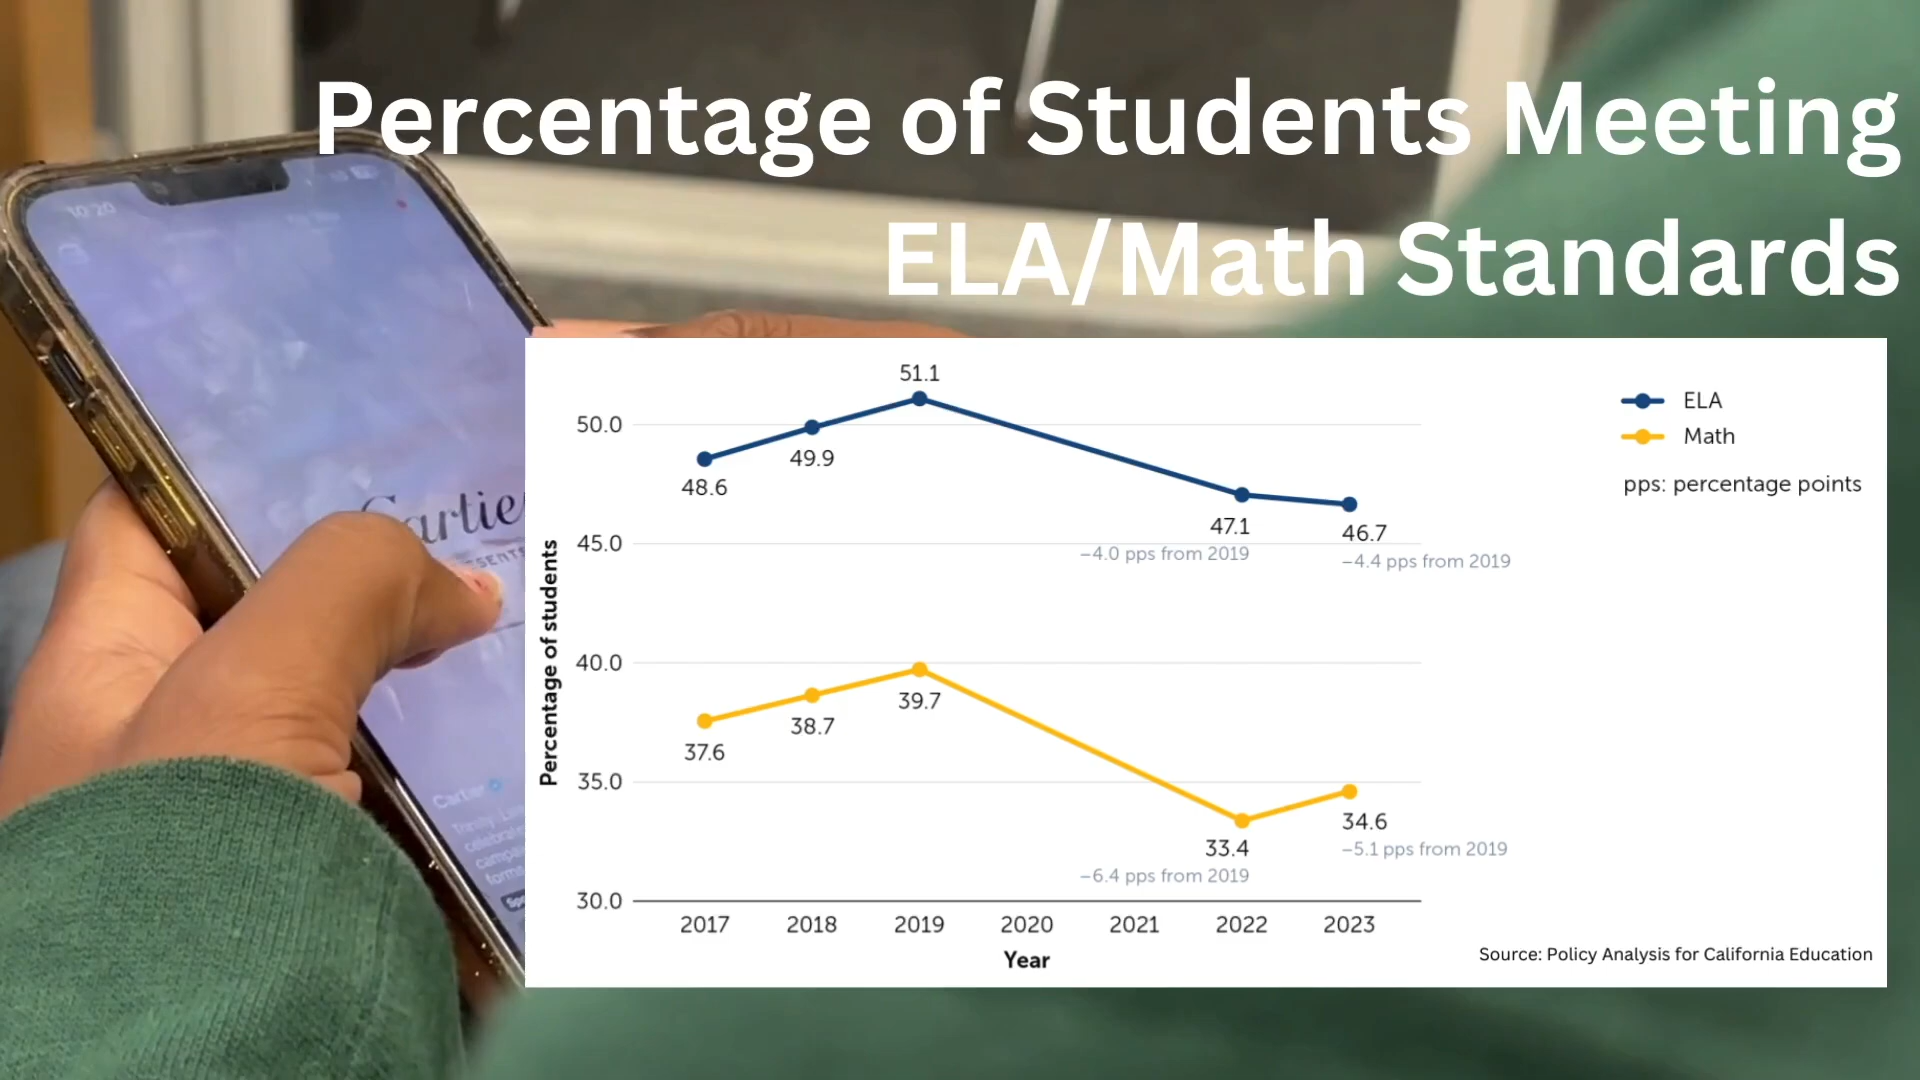 Percentage of Students Meeting
ELA/Math Standards
10:20
Cartier
51.1
50.0
49.9
48.6
47.1
46.7
45.0
−4.0 pps from 2019
−4.4 pps from 2019
ELA
Math
pps: percentage points
Percentage of students
40.0
39.7
38.7
37.6
35.0
34.6
−5.1 pps from 2019
33.4
−6.4 pps from 2019
30.0
2017 2018 2019 2020 2021 2022 2023
Year
Source: Policy Analysis for California Education
Cartier